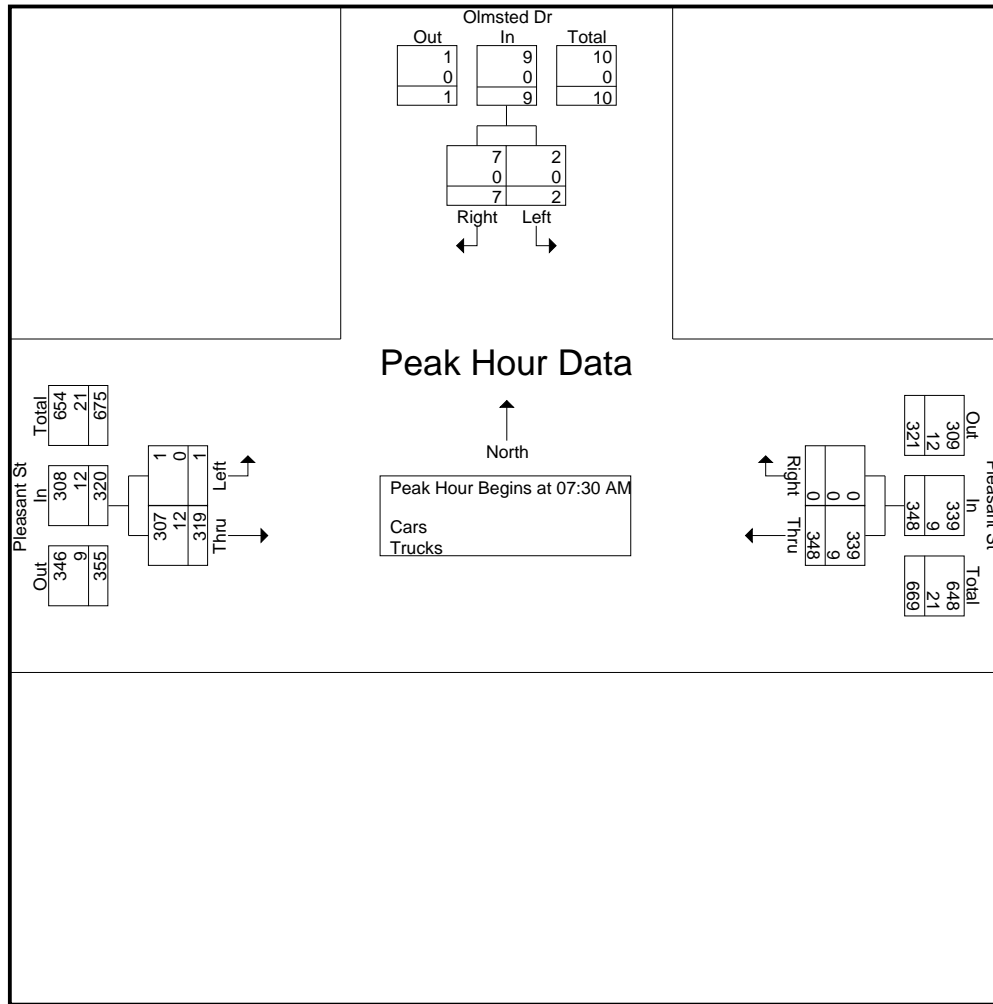 Olmsted Dr
Out In Total
1 9 10
0 0 0
1 9 10
7 2
0 0
7 2
Right Left
Peak Hour Data
North
Peak Hour Begins at 07:30 AM
Cars
Trucks
Pleasant St
Out In Total
346 308 654
9 12 21
355 320 675
Thru Left
307 1
12 0
319 1
Pleasant St
Out In Total
309 339 648
12 9 21
321 348 669
Right Thru
0 339
0 9
0 348